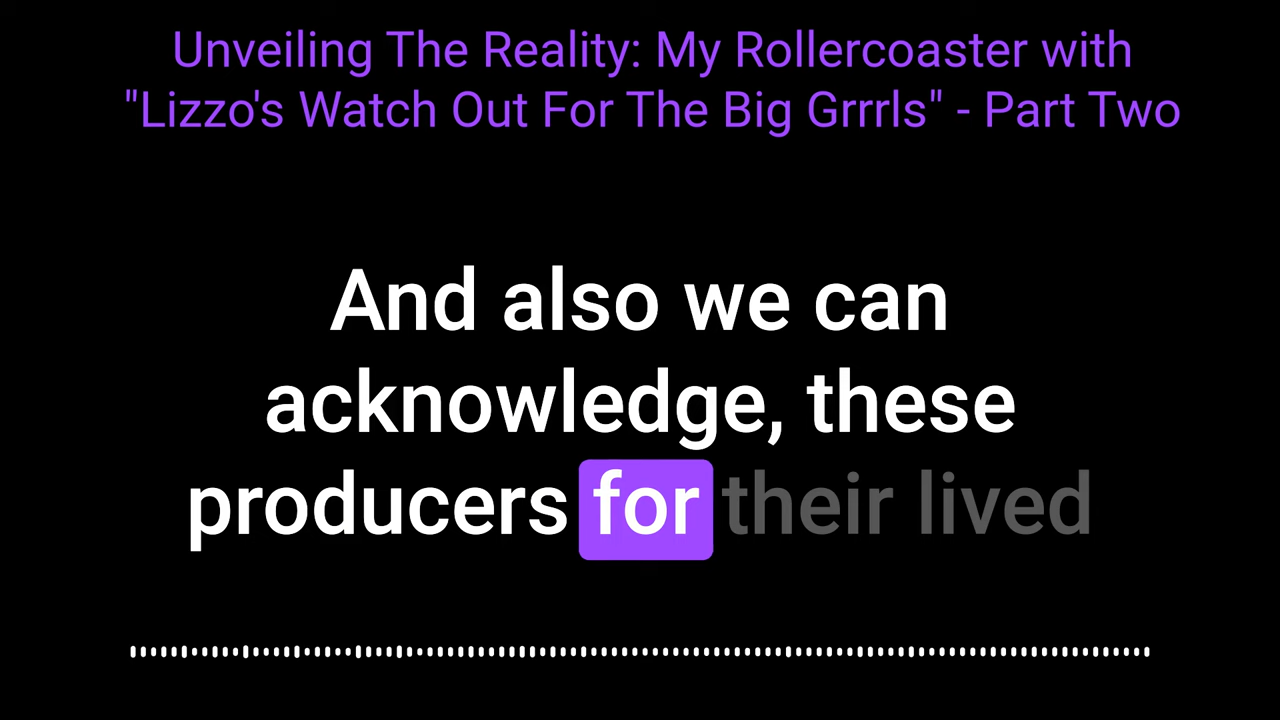 Unveiling The Reality: My Rollercoaster with
"Lizzo's Watch Out For The Big Grrrls" - Part Two
And also we can
acknowledge, these
producers for their lived